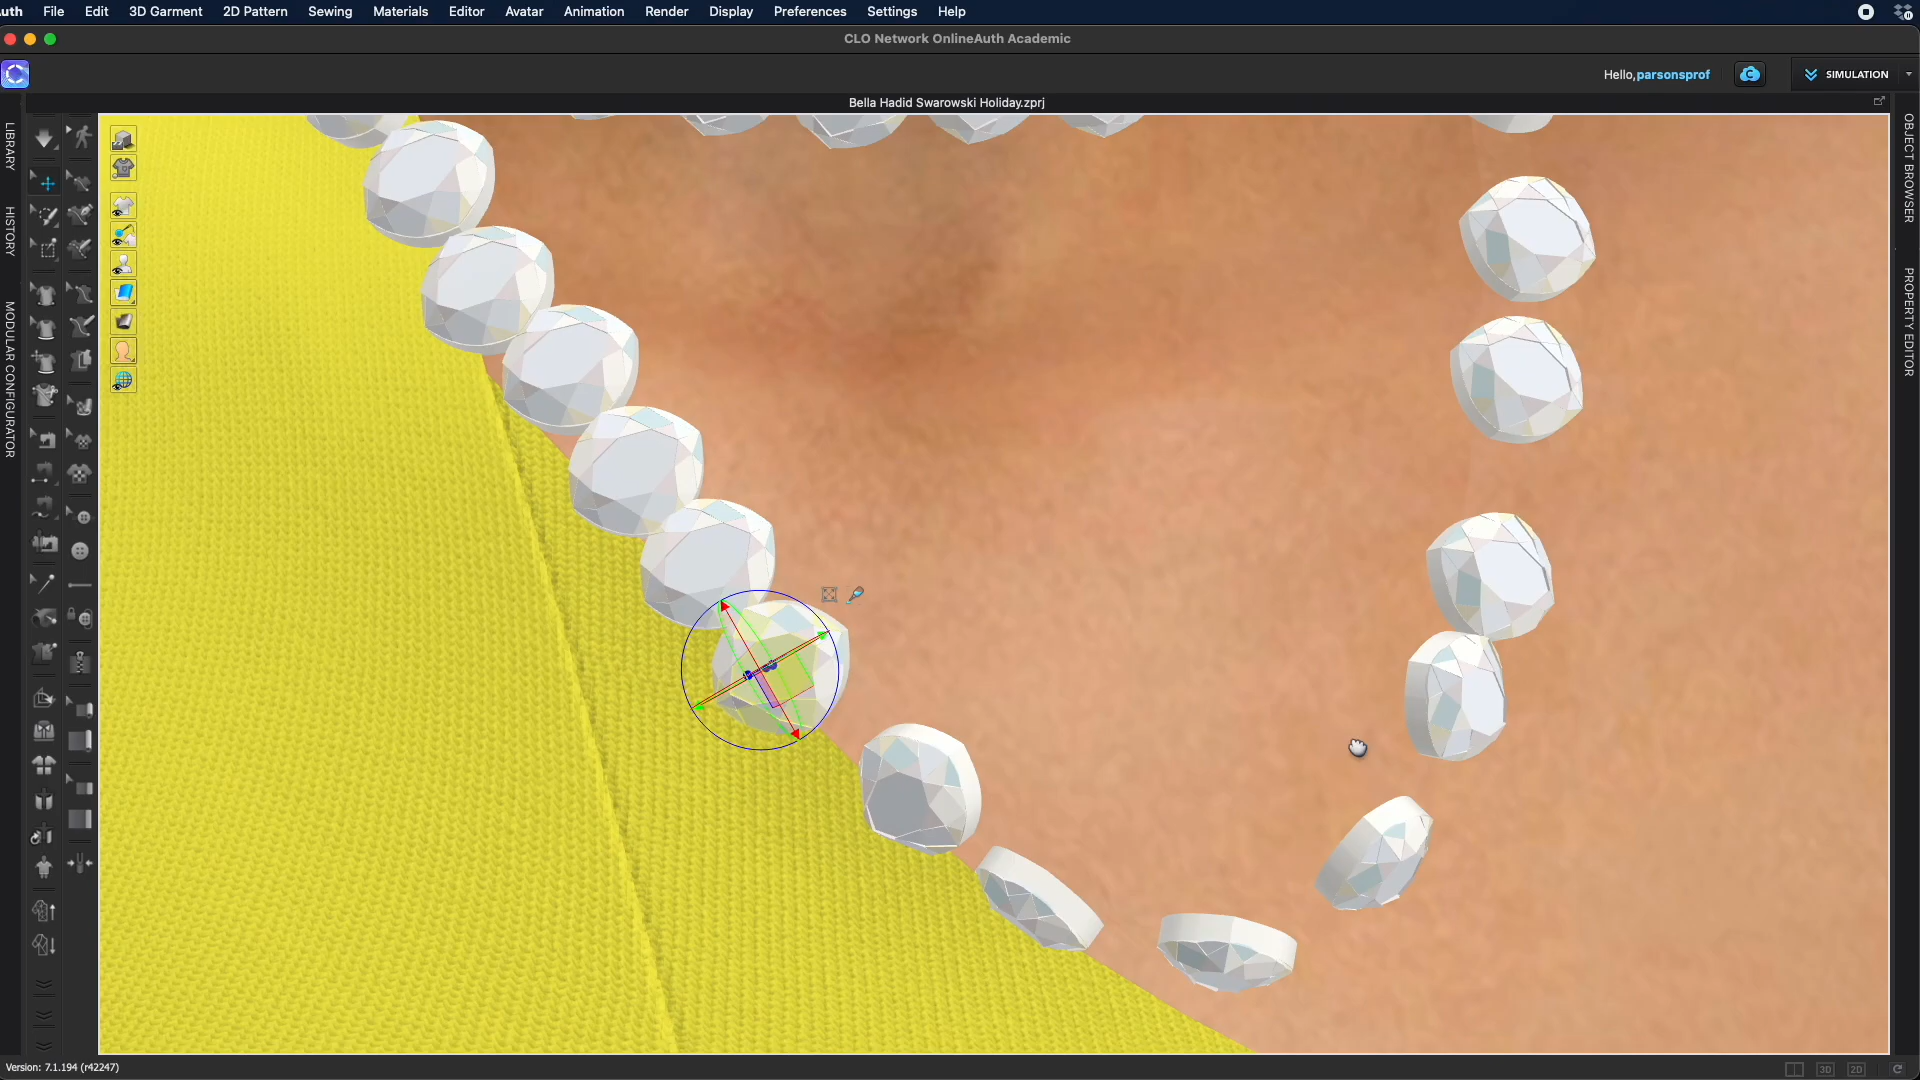 uth File Edit 3D Garment 2D Pattern Sewing Materials Editor Avatar Animation Render Display Preferences Settings Help
CLO Network OnlineAuth Academic
Hello,parsonsprof
SIMULATION
Bella Hadid Swarowski Holiday.zprj
LIBRARY
HISTORY
MODULAR CONFIGURATOR
OBJECT BROWSER
PROPERTY EDITOR
Version: 7.1.194 (r42247)
3D 2D